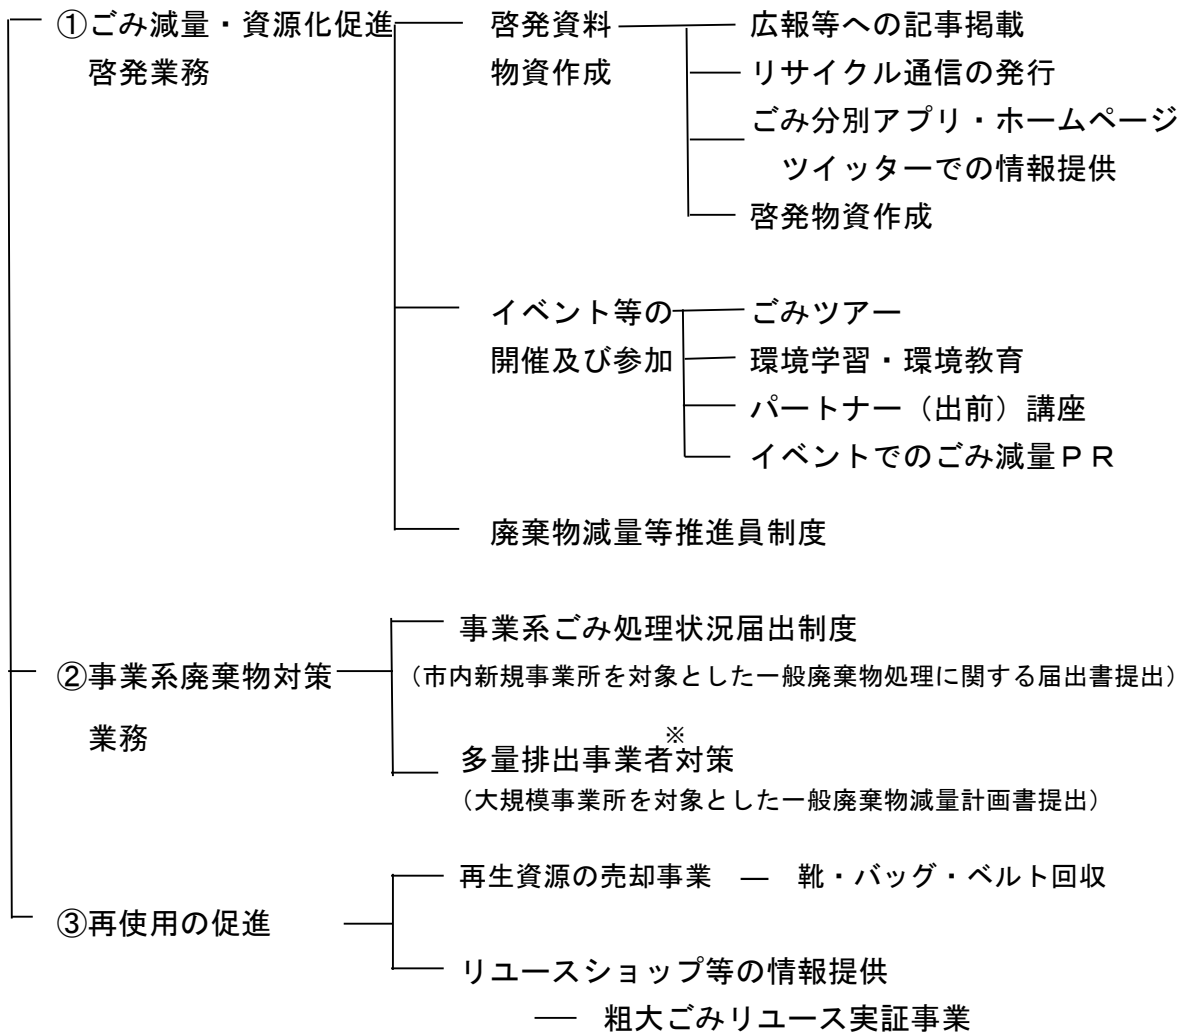 ①ごみ減量・資源化促進
啓発業務
啓発資料
物資作成
広報等への記事掲載
リサイクル通信の発行
ごみ分別アプリ・ホームページ
ツイッターでの情報提供
啓発物資作成
イベント等の
開催及び参加
ごみツアー
環境学習・環境教育
パートナー（出前）講座
イベントでのごみ減量ＰＲ
廃棄物減量等推進員制度
②事業系廃棄物対策
業務
事業系ごみ処理状況届出制度
（市内新規事業所を対象とした一般廃棄物処理に関する届出書提出）
※
多量排出事業者対策
（大規模事業所を対象とした一般廃棄物減量計画書提出）
③再使用の促進
再生資源の売却事業 ― 靴・バッグ・ベルト回収
リユースショップ等の情報提供
― 粗大ごみリユース実証事業